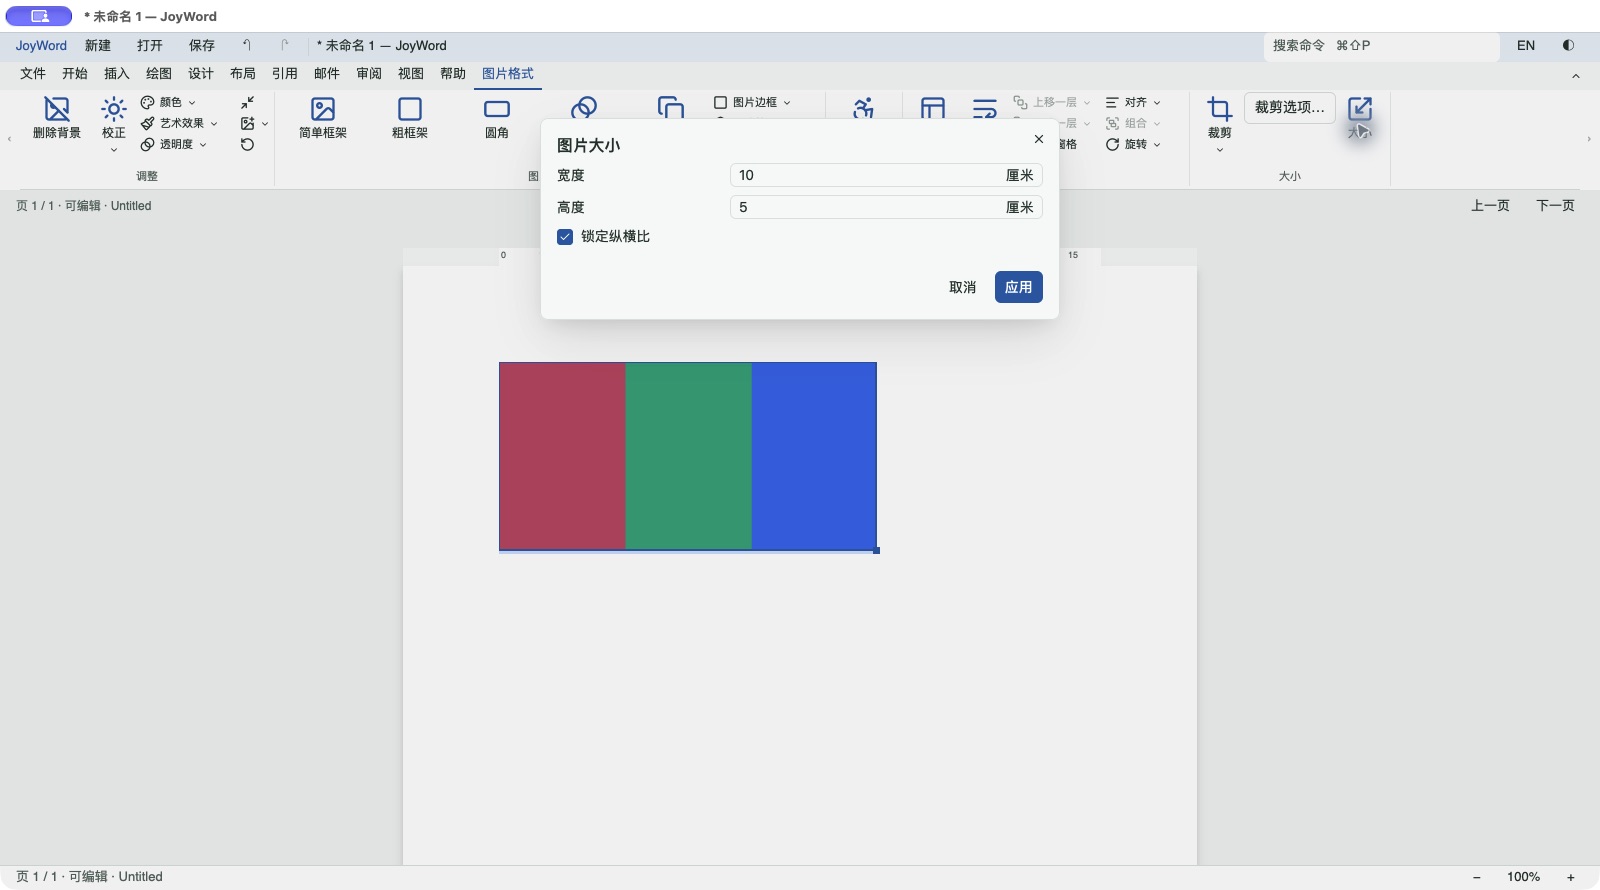 * 未命名 1 — JoyWord
JoyWord 新建 打开 保存 * 未命名 1 — JoyWord 搜索命令 ⌘⇧P EN
文件 开始 插入 绘图 设计 布局 引用 邮件 审阅 视图 帮助 图片格式
删除背景 校正 颜色 艺术效果 透明度
简单框架 粗框架 圆角
图片边框
上移一层 对齐
一层 组合
窗格 旋转
裁剪 裁剪选项... 大小
调整 图 大小
图片大小
宽度 10 厘米
高度 5 厘米
锁定纵横比
取消 应用
页 1 / 1 · 可编辑 · Untitled 上一页 下一页
0 15
页 1 / 1 · 可编辑 · Untitled − 100% +